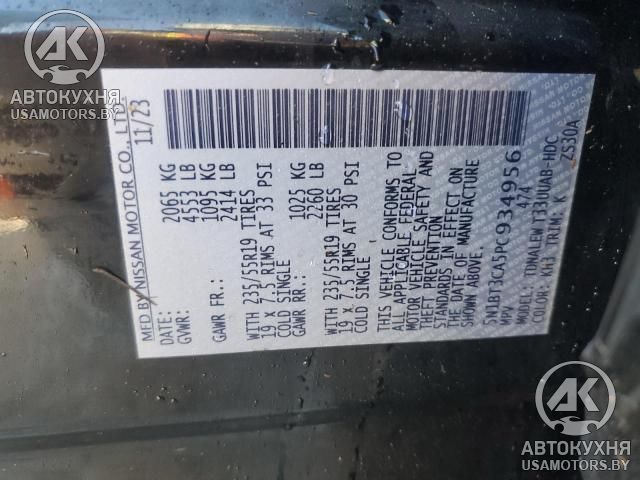 MFD BY NISSAN MOTOR CO., LTD.
DATE: 11/23
GVWR: 2065 KG
4553 LB
GAWR FR.: 1095 KG
2414 LB
WITH 235/55R19 TIRES
19 x 7.5 RIMS AT 33 PSI
COLD SINGLE
GAWR RR.: 1025 KG
2260 LB
WITH 235/55R19 TIRES
19 x 7.5 RIMS AT 30 PSI
COLD SINGLE
THIS VEHICLE CONFORMS TO
ALL APPLICABLE FEDERAL
MOTOR VEHICLE SAFETY AND
THEFT PREVENTION
STANDARDS IN EFFECT ON
THE DATE OF MANUFACTURE
SHOWN ABOVE.
5N1BT3CA5PC934956
MPV 474
MODEL: TDNALEW T33UUAB-HDC
COLOR: KH3 TRIM: K ZS30A
АК
АВТОКУХНЯ
USAMOTORS.BY
АК
АВТОКУХНЯ
USAMOTORS.BY